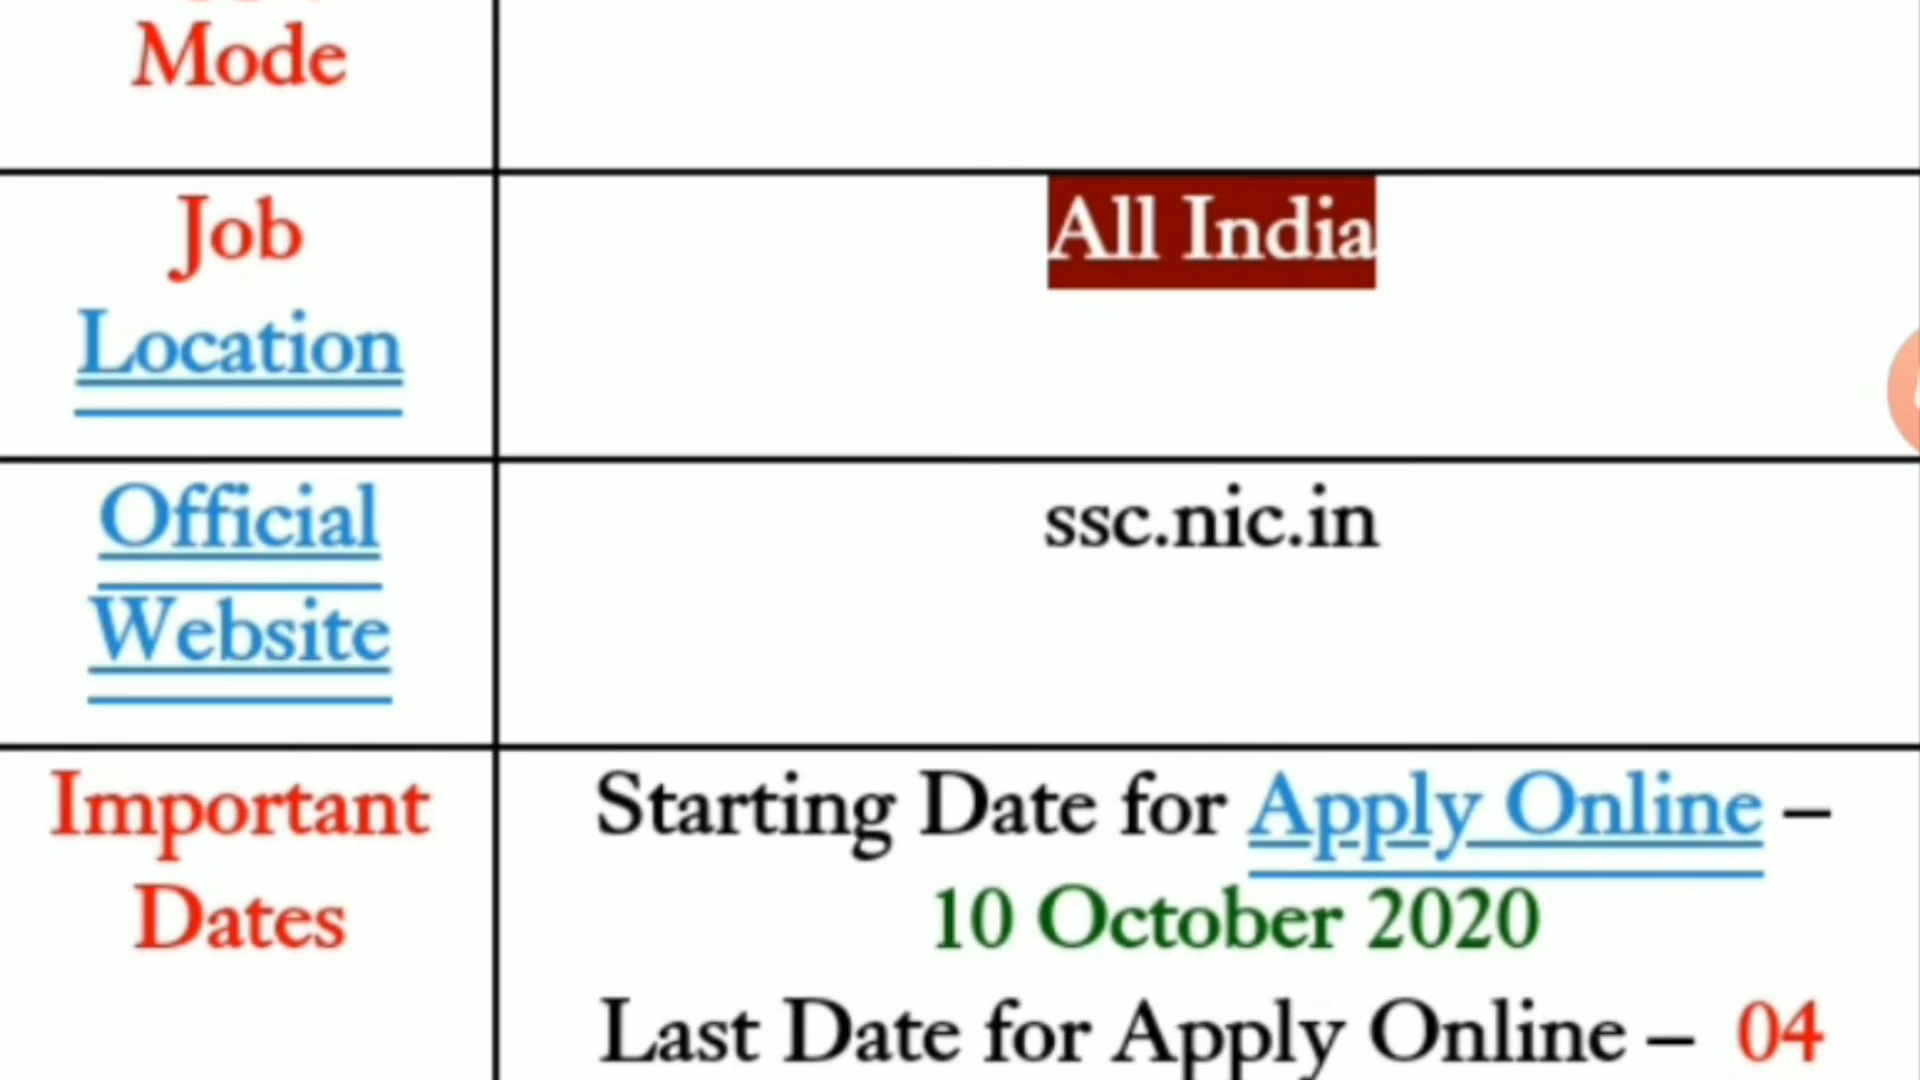 Mode
Job
Location
All India
Official
Website
ssc.nic.in
Important
Dates
Starting Date for Apply Online –
10 October 2020
Last Date for Apply Online – 04